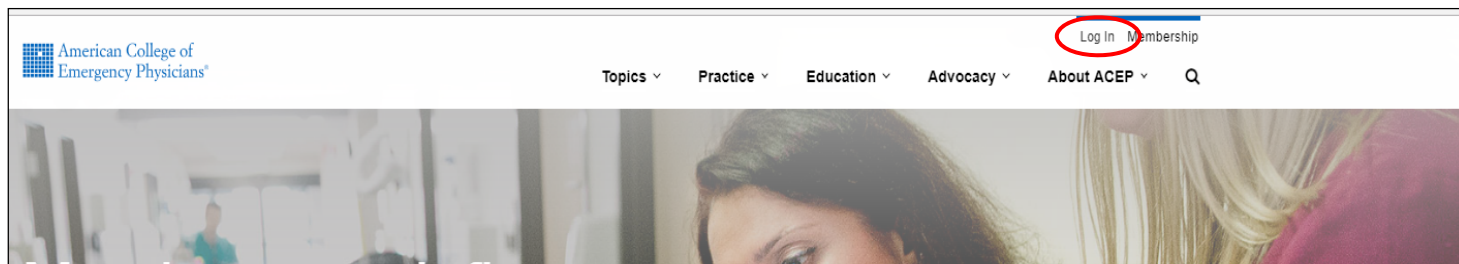 Log In Membership
American College of
Emergency Physicians®
Topics Practice Education Advocacy About ACEP